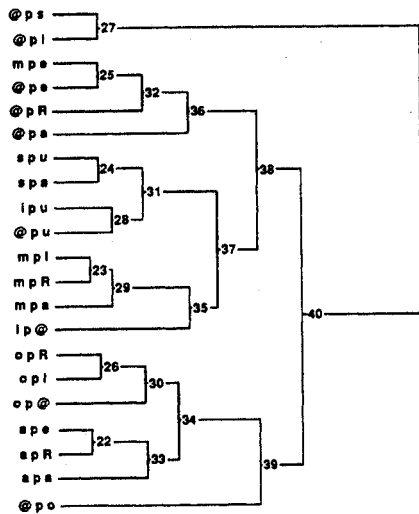 @ps
27
@pl
mpe
25
@pe
32
@pR 36
@pa
spu
24 38
spa
31
ipu
28
@pu
37
mpl
23
mpR
29
mpa 35
40
ip@
opR
26
opl
30
op@
34
ape
22
apR
33
39
apa
@po